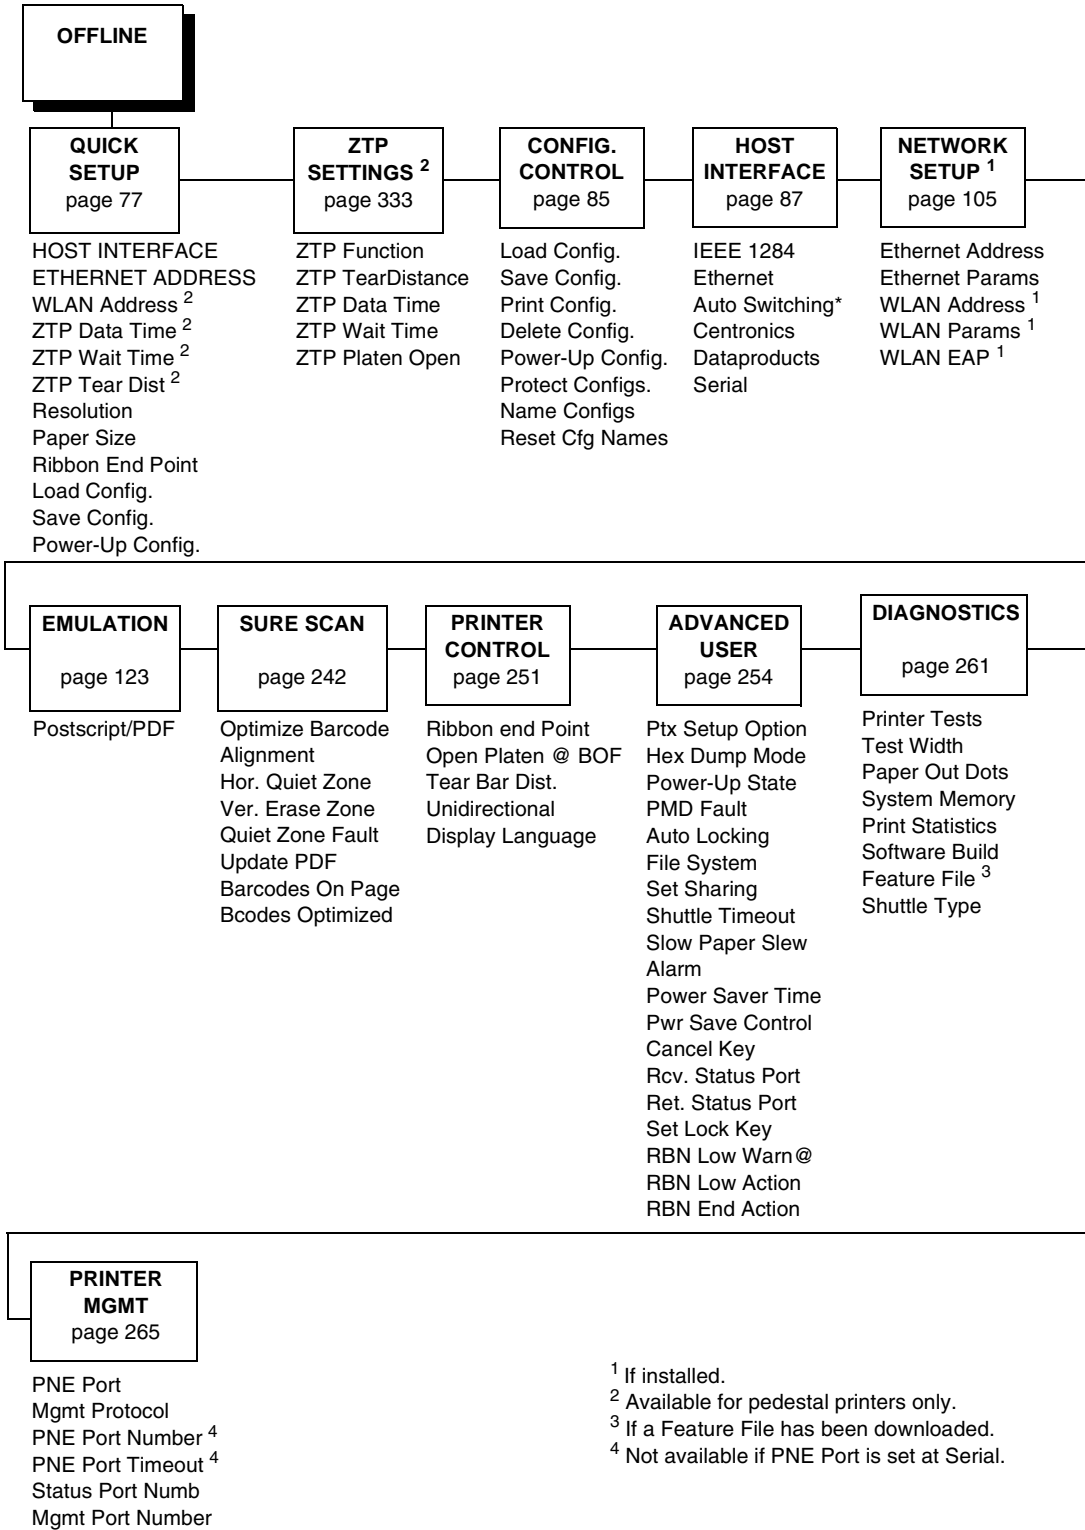 OFFLINE
QUICK
SETUP
page 77
HOST INTERFACE
ETHERNET ADDRESS
WLAN Address 2
ZTP Data Time 2
ZTP Wait Time 2
ZTP Tear Dist 2
Resolution
Paper Size
Ribbon End Point
Load Config.
Save Config.
Power-Up Config.
ZTP
SETTINGS 2
page 333
ZTP Function
ZTP TearDistance
ZTP Data Time
ZTP Wait Time
ZTP Platen Open
CONFIG.
CONTROL
page 85
Load Config.
Save Config.
Print Config.
Delete Config.
Power-Up Config.
Protect Configs.
Name Configs
Reset Cfg Names
HOST
INTERFACE
page 87
IEEE 1284
Ethernet
Auto Switching*
Centronics
Dataproducts
Serial
NETWORK
SETUP 1
page 105
Ethernet Address
Ethernet Params
WLAN Address 1
WLAN Params 1
WLAN EAP 1
EMULATION
page 123
Postscript/PDF
SURE SCAN
page 242
Optimize Barcode
Alignment
Hor. Quiet Zone
Ver. Erase Zone
Quiet Zone Fault
Update PDF
Barcodes On Page
Bcodes Optimized
PRINTER
CONTROL
page 251
Ribbon end Point
Open Platen @ BOF
Tear Bar Dist.
Unidirectional
Display Language
ADVANCED
USER
page 254
Ptx Setup Option
Hex Dump Mode
Power-Up State
PMD Fault
Auto Locking
File System
Set Sharing
Shuttle Timeout
Slow Paper Slew
Alarm
Power Saver Time
Pwr Save Control
Cancel Key
Rcv. Status Port
Ret. Status Port
Set Lock Key
RBN Low Warn@
RBN Low Action
RBN End Action
DIAGNOSTICS
page 261
Printer Tests
Test Width
Paper Out Dots
System Memory
Print Statistics
Software Build
Feature File 3
Shuttle Type
PRINTER
MGMT
page 265
PNE Port
Mgmt Protocol
PNE Port Number 4
PNE Port Timeout 4
Status Port Numb
Mgmt Port Number
1 If installed.
2 Available for pedestal printers only.
3 If a Feature File has been downloaded.
4 Not available if PNE Port is set at Serial.